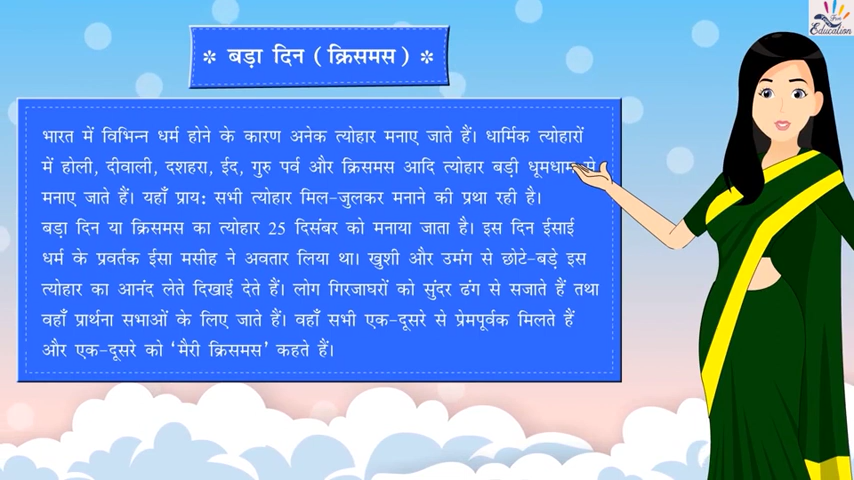 * बड़ा दिन ( क्रिसमस ) *
भारत में विभिन्न धर्म होने के कारण अनेक त्योहार मनाए जाते हैं। धार्मिक त्योहारों
में होली, दीवाली, दशहरा, ईद, गुरु पर्व और क्रिसमस आदि त्योहार बड़ी धूमधाम से
मनाए जाते हैं। यहाँ प्राय: सभी त्योहार मिल-जुलकर मनाने की प्रथा रही है।
बड़ा दिन या क्रिसमस का त्योहार 25 दिसंबर को मनाया जाता है। इस दिन ईसाई
धर्म के प्रवर्तक ईसा मसीह ने अवतार लिया था। खुशी और उमंग से छोटे-बड़े इस
त्योहार का आनंद लेते दिखाई देते हैं। लोग गिरजाघरों को सुंदर ढंग से सजाते हैं तथा
वहाँ प्रार्थना सभाओं के लिए जाते हैं। वहाँ सभी एक-दूसरे से प्रेमपूर्वक मिलते हैं
और एक-दूसरे को ‘मैरी क्रिसमस’ कहते हैं।
Free
Education